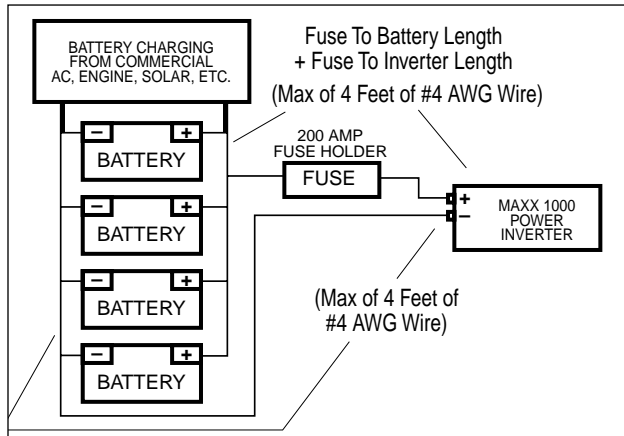 BATTERY CHARGING
FROM COMMERCIAL
AC, ENGINE, SOLAR, ETC.
Fuse To Battery Length
+ Fuse To Inverter Length
(Max of 4 Feet of #4 AWG Wire)
– +
BATTERY
200 AMP
FUSE HOLDER
FUSE
– +
BATTERY
+
–
MAXX 1000
POWER
INVERTER
– +
BATTERY
(Max of 4 Feet of
#4 AWG Wire)
– +
BATTERY